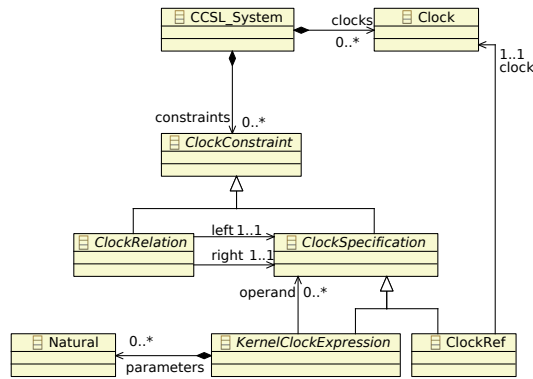 CCSL_System
clocks
0..*
Clock
1..1
clock
constraints 0..*
ClockConstraint
ClockRelation
left 1..1
right 1..1
ClockSpecification
operand 0..*
Natural
0..*
parameters
KernelClockExpression
ClockRef